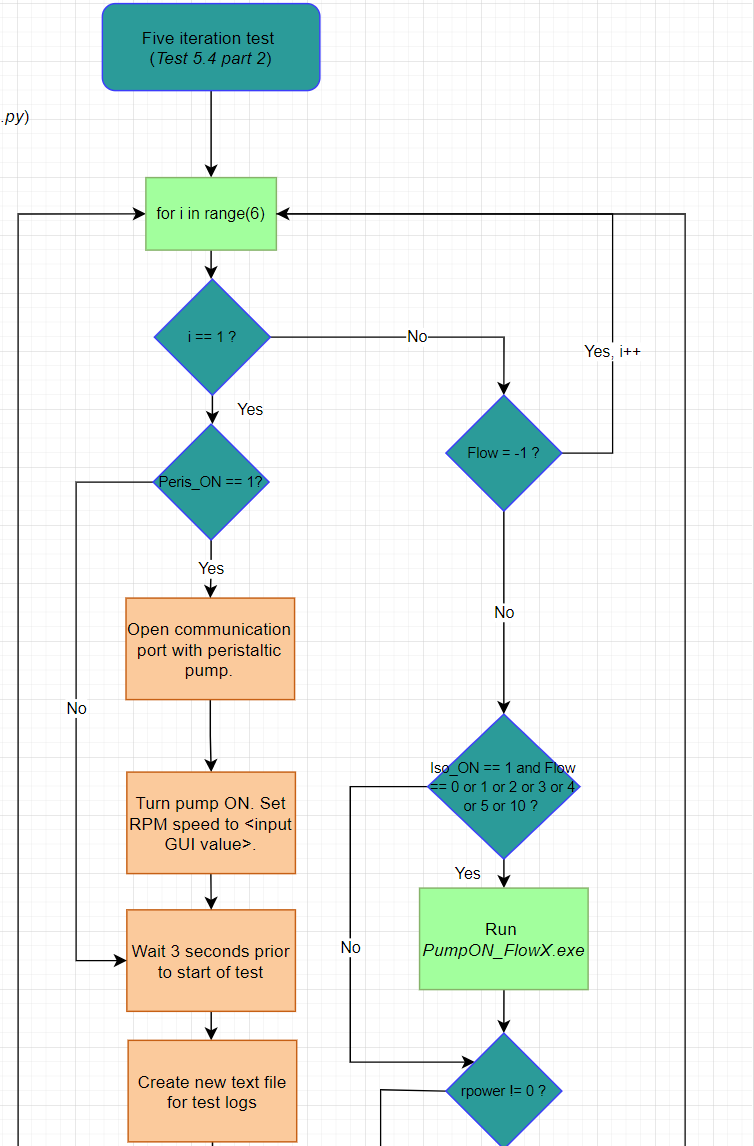 Five iteration test
(Test 5.4 part 2)
.py)
for i in range(6)
i == 1 ?
No
Yes, i++
Yes
Flow = -1 ?
Peris_ON == 1?
Yes
No
Open communication
port with peristaltic
pump.
No
Iso_ON == 1 and Flow
== 0 or 1 or 2 or 3 or 4
or 5 or 10 ?
Turn pump ON. Set
RPM speed to <input
GUI value>.
Yes
Run
PumpON_FlowX.exe
No
Wait 3 seconds prior
to start of test
Create new text file
for test logs
rpower != 0 ?